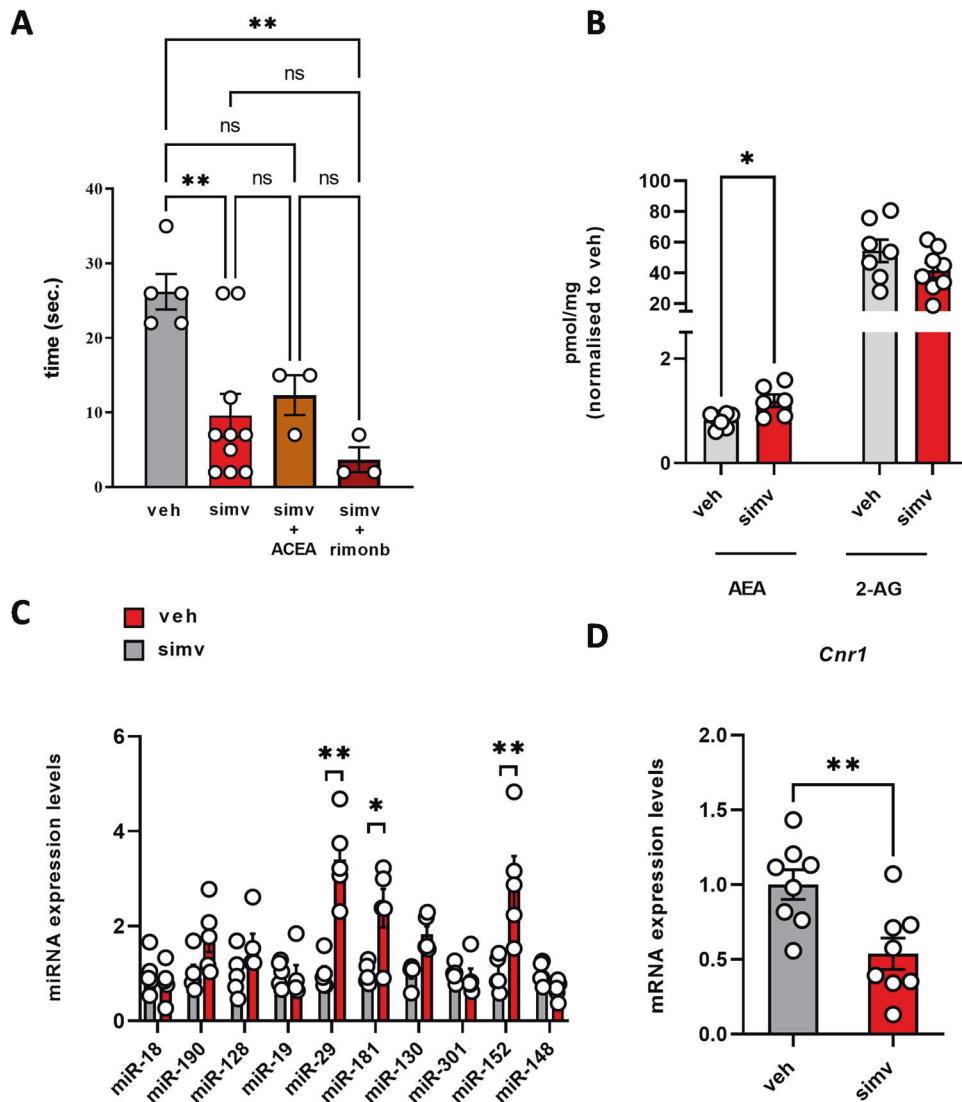 A
**
ns
ns
**
ns
ns
40
30
20
10
0
time (sec.)
veh
simv
simv
+
ACEA
simv
+
rimonb
B
*
100
80
60
40
20
2
0
pmol/mg
(normalised to veh)
veh
simv
veh
simv
AEA
2-AG
C
veh
simv
**
*
**
6
4
2
0
miRNA expression levels
miR-18
miR-190
miR-128
miR-19
miR-29
miR-181
miR-130
miR-301
miR-152
miR-148
D
Cnr1
**
2.0
1.5
1.0
0.5
0.0
mRNA expression levels
veh
simv